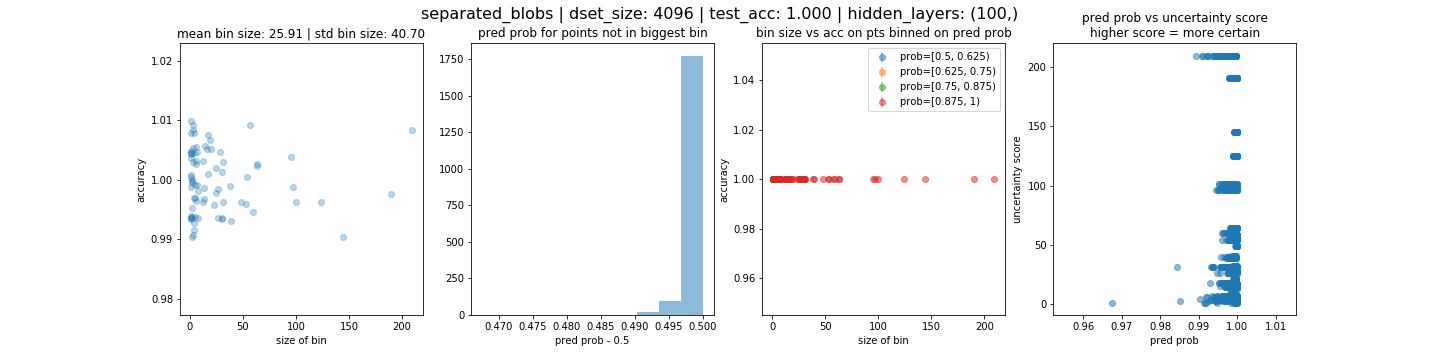 separated_blobs | dset_size: 4096 | test_acc: 1.000 | hidden_layers: (100,)
mean bin size: 25.91 | std bin size: 40.70
1.02
1.01
1.00
0.99
0.98
accuracy
0
50
100
150
200
size of bin
pred prob for points not in biggest bin
1750
1500
1250
1000
750
500
250
0
0.470
0.475
0.480
0.485
0.490
0.495
0.500
pred prob - 0.5
bin size vs acc on pts binned on pred prob
prob=[0.5, 0.625)
prob=[0.625, 0.75)
prob=[0.75, 0.875)
prob=[0.875, 1)
1.04
1.02
1.00
0.98
0.96
accuracy
0
50
100
150
200
size of bin
pred prob vs uncertainty score
higher score = more certain
200
150
100
50
0
uncertainty score
0.96
0.97
0.98
0.99
1.00
1.01
pred prob